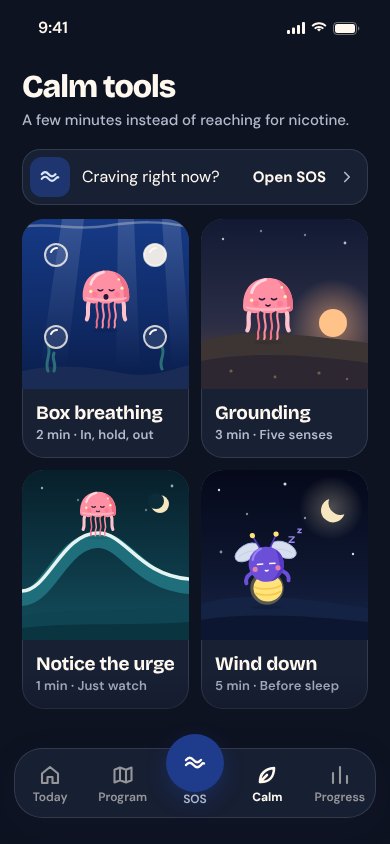 9:41
Calm tools
A few minutes instead of reaching for nicotine.
Craving right now?
Open SOS
Box breathing
2 min · In, hold, out
Grounding
3 min · Five senses
z
z
Notice the urge
1 min · Just watch
Wind down
5 min · Before sleep
Today
Program
SOS
Calm
Progress